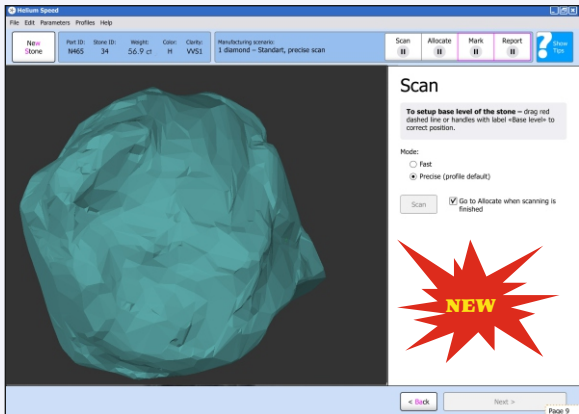 Helium Speed
File Edit Parameters Profiles Help
New Stone
Part ID: Stone ID: Weight: Color: Clarity:
N465 34 56.9 ct H VVS1
Manufacturing scenario:
1 diamond – Standart, precise scan
Scan Allocate Mark Report
Show Tips
Scan
To setup base level of the stone – drag red
dashed line or handles with label «Base level» to
correct position.
Mode:
Fast
Precise (profile default)
Scan
Go to Allocate when scanning is
finished
NEW
< Back
Next >
Page 9